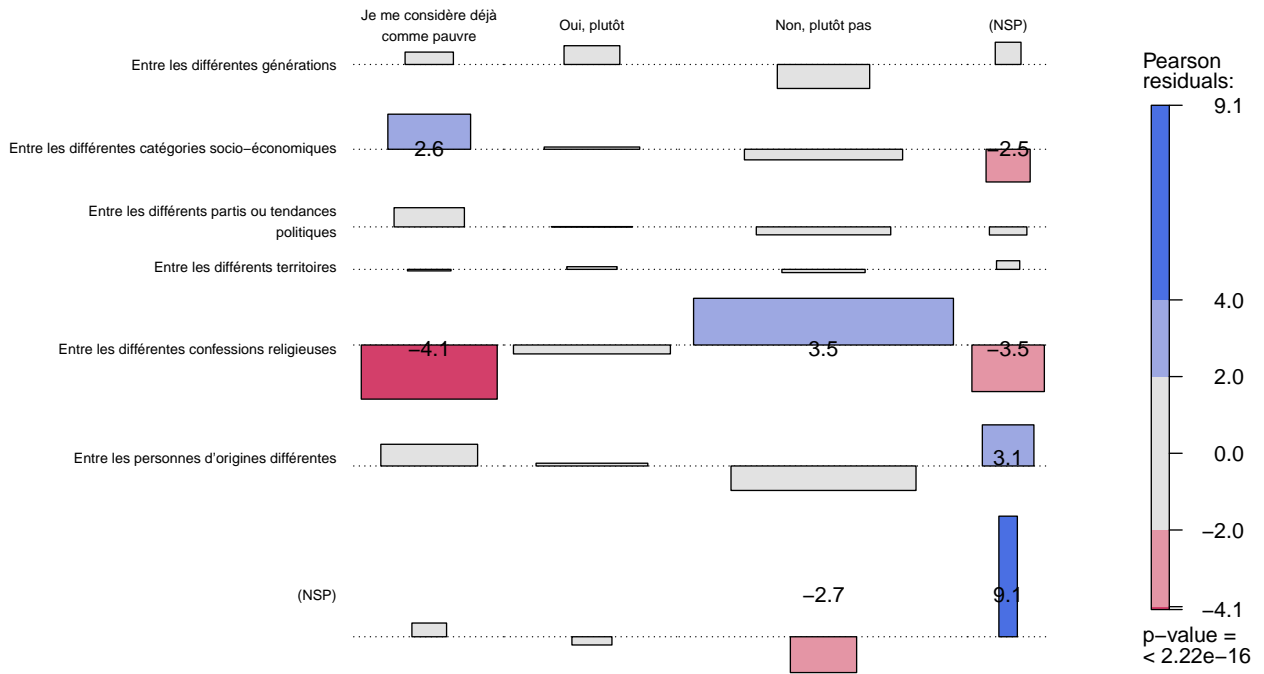 Je me considère déjà
comme pauvre
Oui, plutôt
Non, plutôt pas
(NSP)
Entre les différentes générations
Entre les différentes catégories socio−économiques
2.6
−2.5
Entre les différents partis ou tendances
politiques
Entre les différents territoires
Entre les différentes confessions religieuses
−4.1
3.5
−3.5
Entre les personnes d'origines différentes
3.1
(NSP)
−2.7
9.1
Pearson
residuals:
9.1
4.0
2.0
0.0
−2.0
−4.1
p−value =
< 2.22e−16